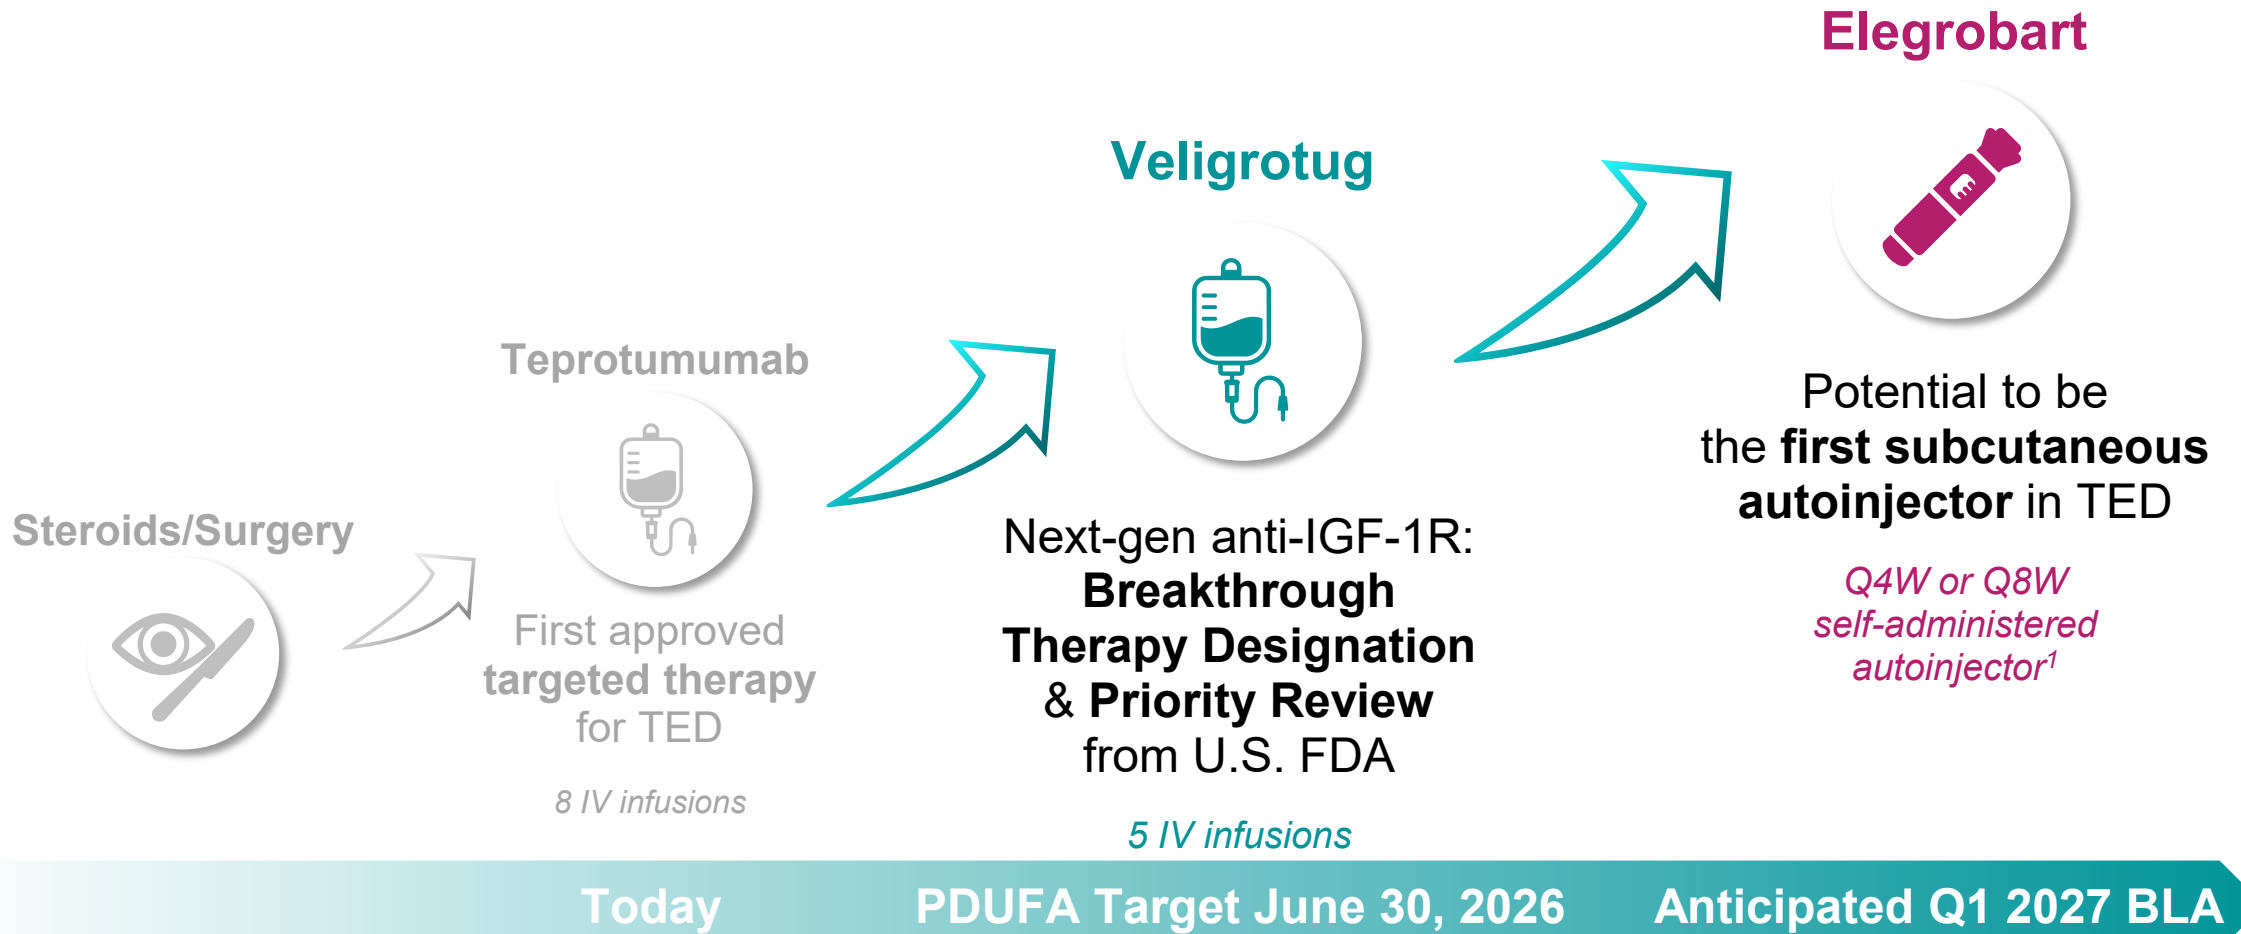 Steroids/Surgery
Teprotumumab
First approved
targeted therapy
for TED
8 IV infusions
Veligrotug
Next-gen anti-IGF-1R:
Breakthrough
Therapy Designation
& Priority Review
from U.S. FDA
5 IV infusions
Elegrobart
Potential to be
the first subcutaneous
autoinjector in TED
Q4W or Q8W
self-administered
autoinjector1
Today
PDUFA Target June 30, 2026
Anticipated Q1 2027 BLA